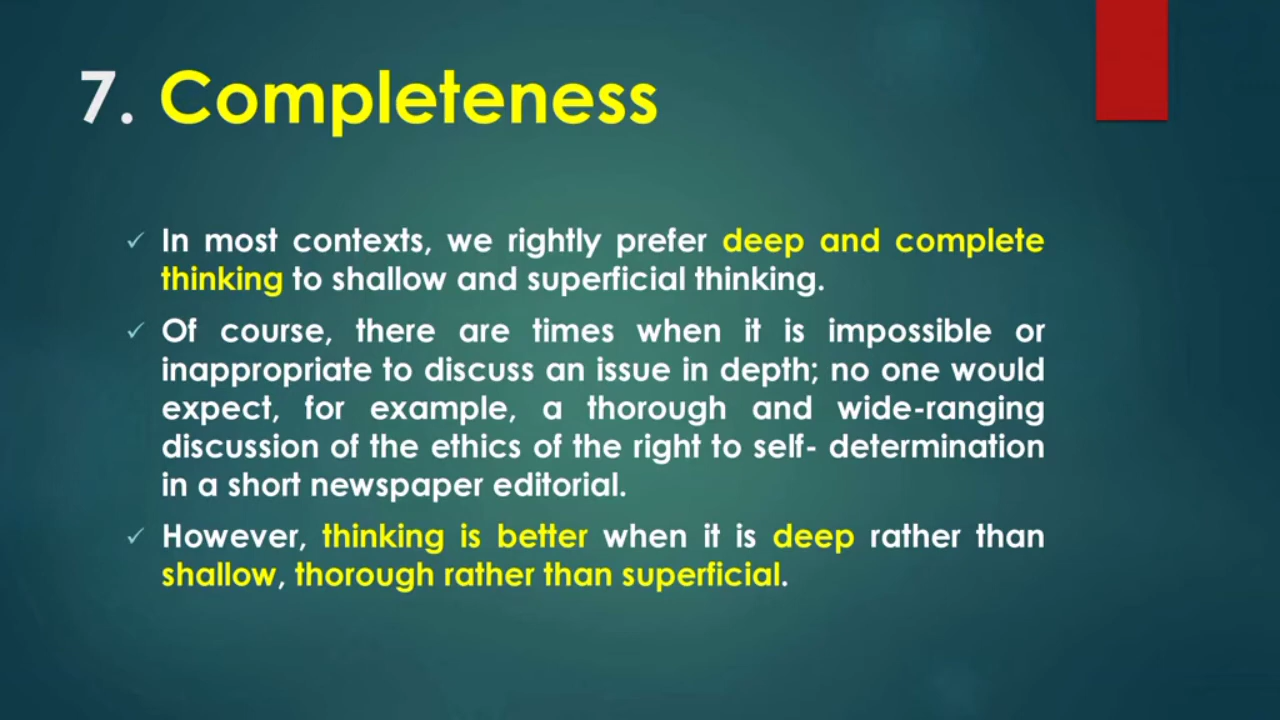 7. Completeness
In most contexts, we rightly prefer deep and complete
thinking to shallow and superficial thinking.
Of course, there are times when it is impossible or
inappropriate to discuss an issue in depth; no one would
expect, for example, a thorough and wide-ranging
discussion of the ethics of the right to self- determination
in a short newspaper editorial.
However, thinking is better when it is deep rather than
shallow, thorough rather than superficial.